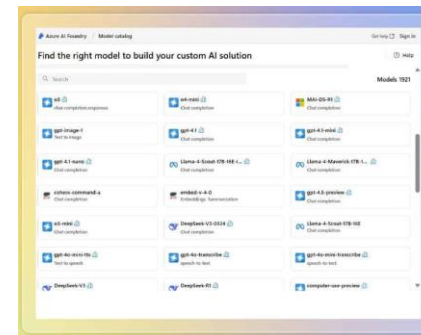 Azure AI Foundry / Model catalog
Sign in
Find the right model to build your custom AI solution
Help
Search
Models 1921
o3
chat completion, responses
o4-mini
Chat completion
MAI-DS-R1
Chat completion
gpt-image-1
Text to image
gpt-4.1
Chat completion
gpt-4.1-mini
Chat completion
gpt-4.1-nano
Chat completion
Llama-4-Scout-17B-16E-I...
Chat completion
Llama-4-Maverick-17B-1...
Chat completion
cohere-command-a
Chat completion
embed-v-4-0
Embeddings
gpt-4.5-preview
Chat completion
o3-mini
Chat completion
DeepSeek-V3-0324
Chat completion
Llama-4-Scout-17B-16E
Chat completion
gpt-4o-mini-tts
Text to speech
gpt-4o-transcribe
speech-to-text
gpt-4o-mini-transcribe
speech-to-text
DeepSeek-V3
DeepSeek-R1
computer-use-preview